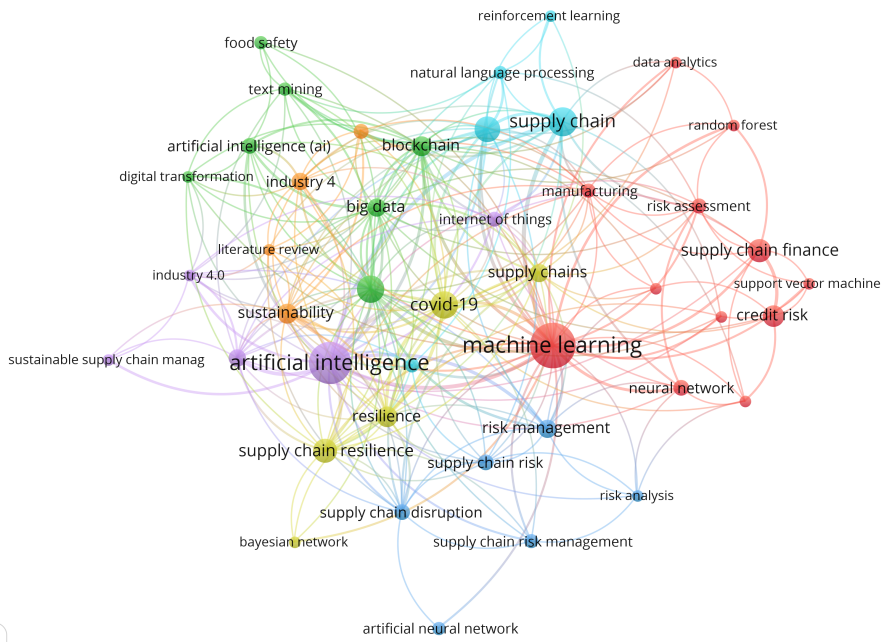 reinforcement learning
food safety
data analytics
natural language processing
text mining
supply chain
random forest
blockchain
artificial intelligence (ai)
digital transformation
industry 4
manufacturing
big data
risk assessment
internet of things
literature review
supply chain finance
industry 4.0
supply chains
support vector machine
covid-19
sustainability
credit risk
machine learning
sustainable supply chain manag
artificial intelligence
neural network
resilience
risk management
supply chain resilience
supply chain risk
risk analysis
supply chain disruption
bayesian network
supply chain risk management
artificial neural network